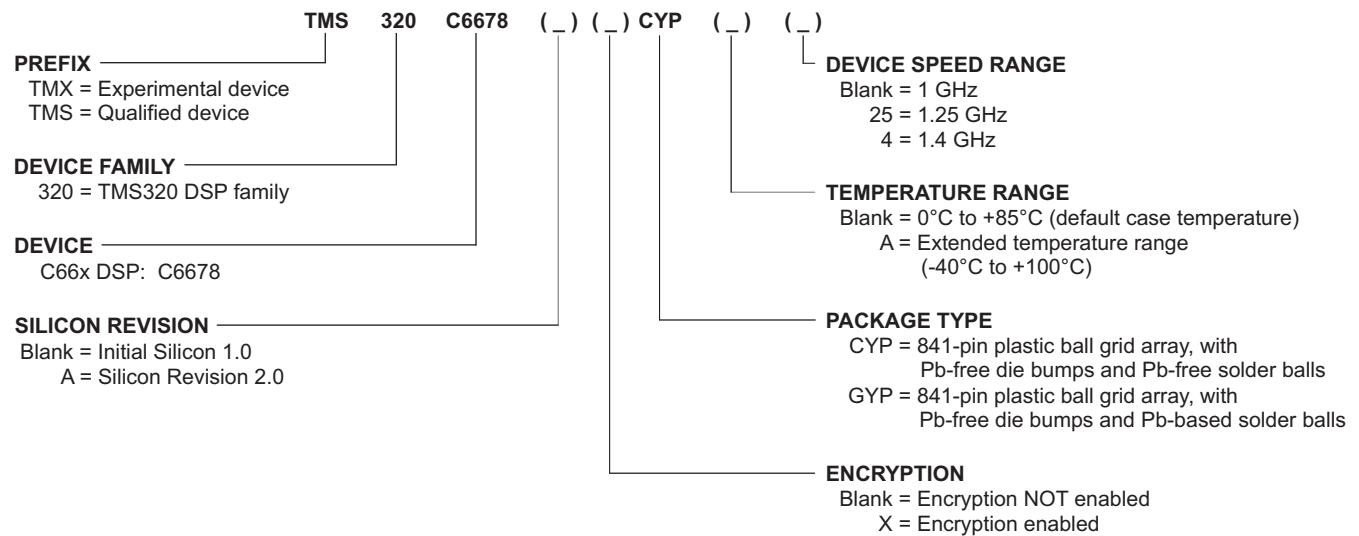 TMS 320 C6678 ( _ ) ( _ ) CYP ( _ ) ( _ )
PREFIX
TMX = Experimental device
TMS = Qualified device
DEVICE FAMILY
320 = TMS320 DSP family
DEVICE
C66x DSP: C6678
SILICON REVISION
Blank = Initial Silicon 1.0
A = Silicon Revision 2.0
DEVICE SPEED RANGE
Blank = 1 GHz
25 = 1.25 GHz
4 = 1.4 GHz
TEMPERATURE RANGE
Blank = 0°C to +85°C (default case temperature)
A = Extended temperature range
(-40°C to +100°C)
PACKAGE TYPE
CYP = 841-pin plastic ball grid array, with
Pb-free die bumps and Pb-free solder balls
GYP = 841-pin plastic ball grid array, with
Pb-free die bumps and Pb-based solder balls
ENCRYPTION
Blank = Encryption NOT enabled
X = Encryption enabled